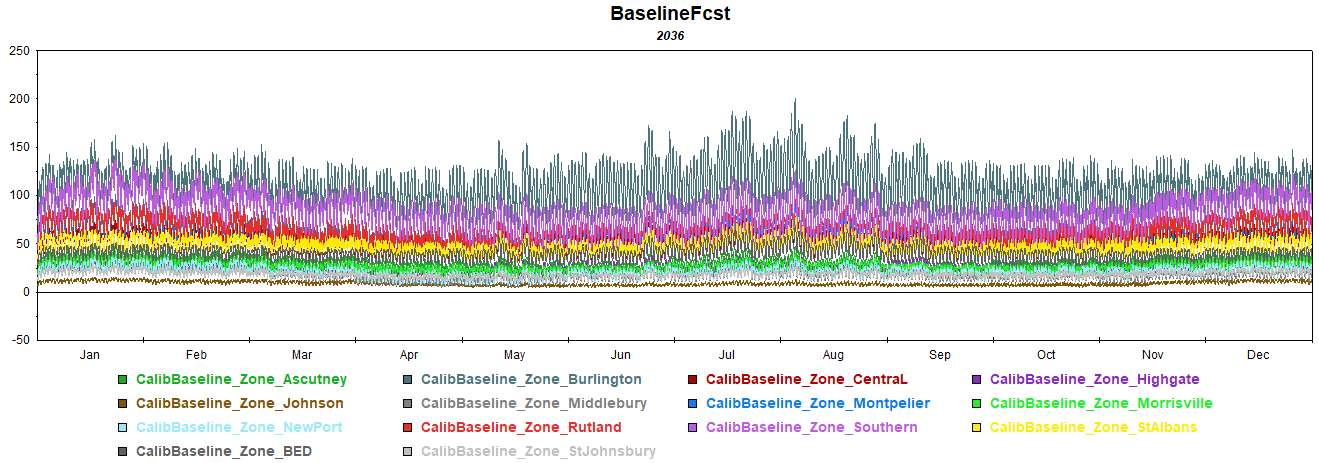 BaselineFcst
2036
250
200
150
100
50
0
-50
Jan Feb Mar Apr May Jun Jul Aug Sep Oct Nov Dec
CalibBaseline_Zone_Ascutney CalibBaseline_Zone_Burlington CalibBaseline_Zone_CentraL CalibBaseline_Zone_Highgate
CalibBaseline_Zone_Johnson CalibBaseline_Zone_Middlebury CalibBaseline_Zone_Montpelier CalibBaseline_Zone_Morrisville
CalibBaseline_Zone_NewPort CalibBaseline_Zone_Rutland CalibBaseline_Zone_Southern CalibBaseline_Zone_StAlbans
CalibBaseline_Zone_BED CalibBaseline_Zone_StJohnsbury